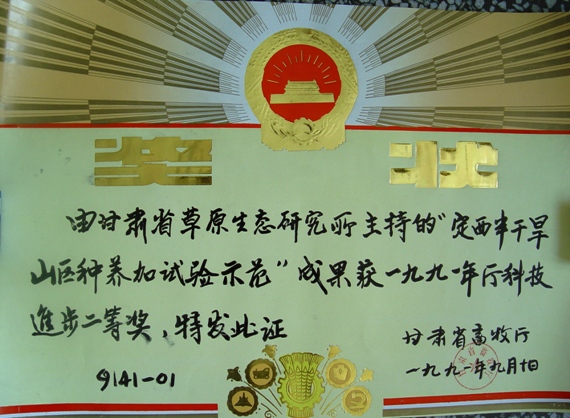 奖状
由甘肃省草原生态研究所主持的“定西半干旱
山区种养加试验示范”成果获一九九一年厅科技
進步二等奖、特发此证
甘肃省畜牧厅
9141-01
一九九一年九月十日